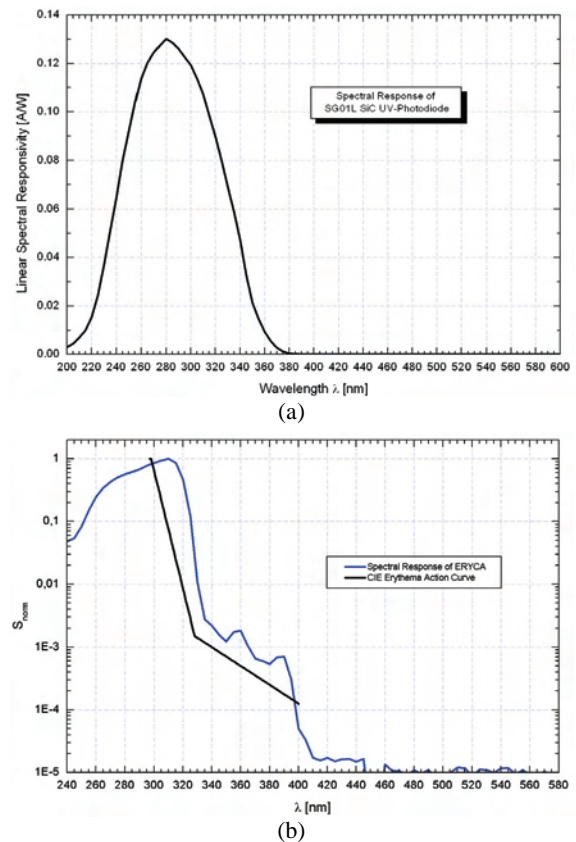 0.14
0.12
0.10
0.08
0.06
0.04
0.02
0.00
Linear Spectral Responsivity [A/W]
Spectral Response of
SG01L SiC UV-Photodiode
200 220 240 260 280 300 320 340 360 380 400 420 440 460 480 500 520 540 560 580 600
Wavelength λ [nm]
(a)
1
0,1
0,01
1E-3
1E-4
1E-5
S_norm
Spectral Response of ERYCA
CIE Erythema Action Curve
240 260 280 300 320 340 360 380 400 420 440 460 480 500 520 540 560 580
λ [nm]
(b)